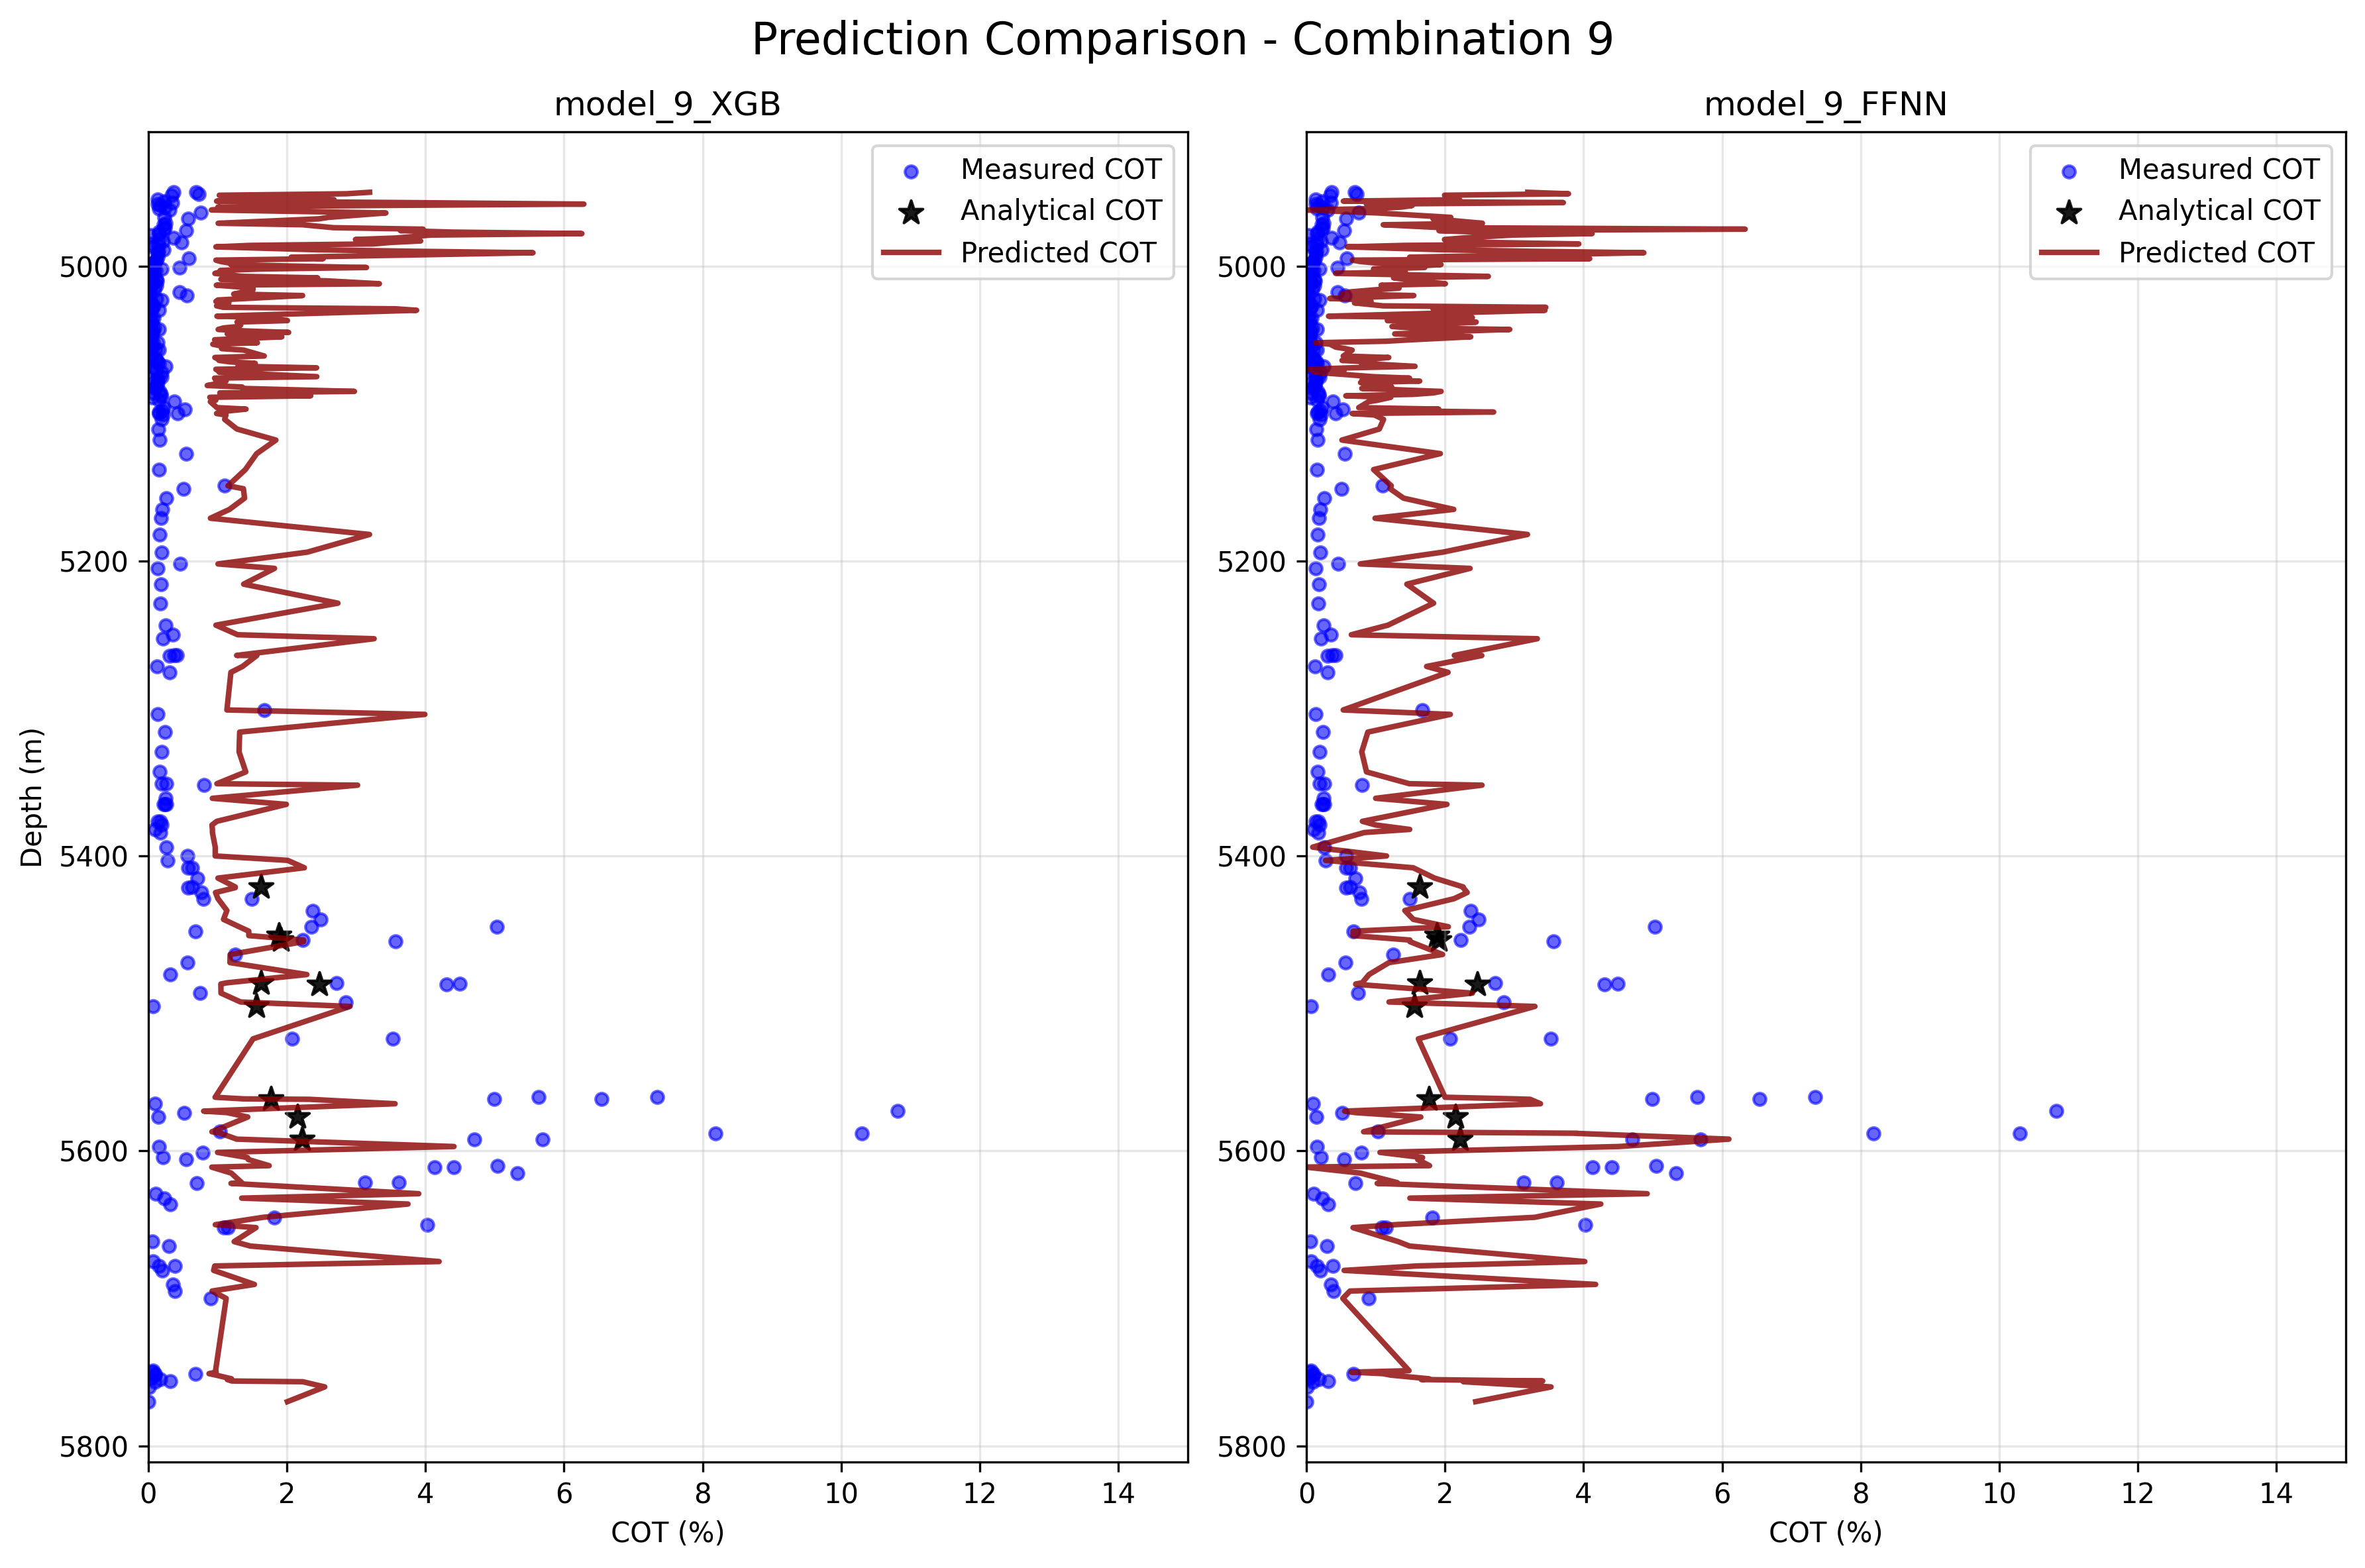 Prediction Comparison - Combination 9
model_9_XGB
Measured COT
Analytical COT
Predicted COT
5000
5200
5400
5600
5800
Depth (m)
0 2 4 6 8 10 12 14
COT (%)
model_9_FFNN
Measured COT
Analytical COT
Predicted COT
5000
5200
5400
5600
5800
0 2 4 6 8 10 12 14
COT (%)